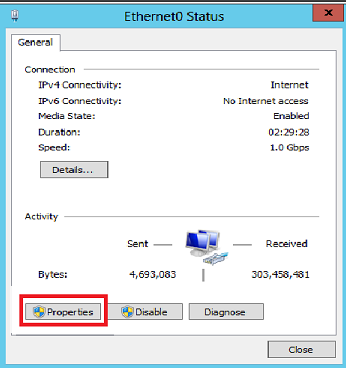 Ethernet0 Status
General
Connection
IPv4 Connectivity: Internet
IPv6 Connectivity: No Internet access
Media State: Enabled
Duration: 02:29:28
Speed: 1.0 Gbps
Details...
Activity
Sent Received
Bytes: 4,693,083 303,458,481
Properties Disable Diagnose
Close